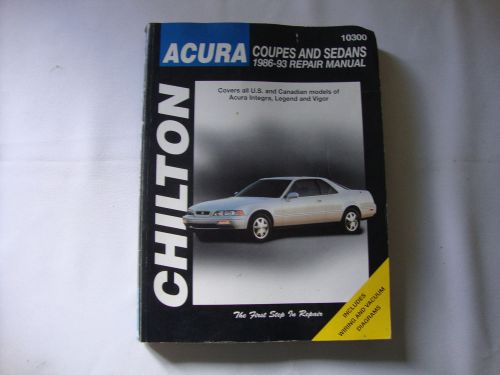 10300
ACURA COUPES AND SEDANS
1986-93 REPAIR MANUAL
Covers all U.S. and Canadian models of
Acura Integra, Legend and Vigor
CHILTON
INCLUDES
WIRING AND VACUUM
DIAGRAMS
The First Step In Repair